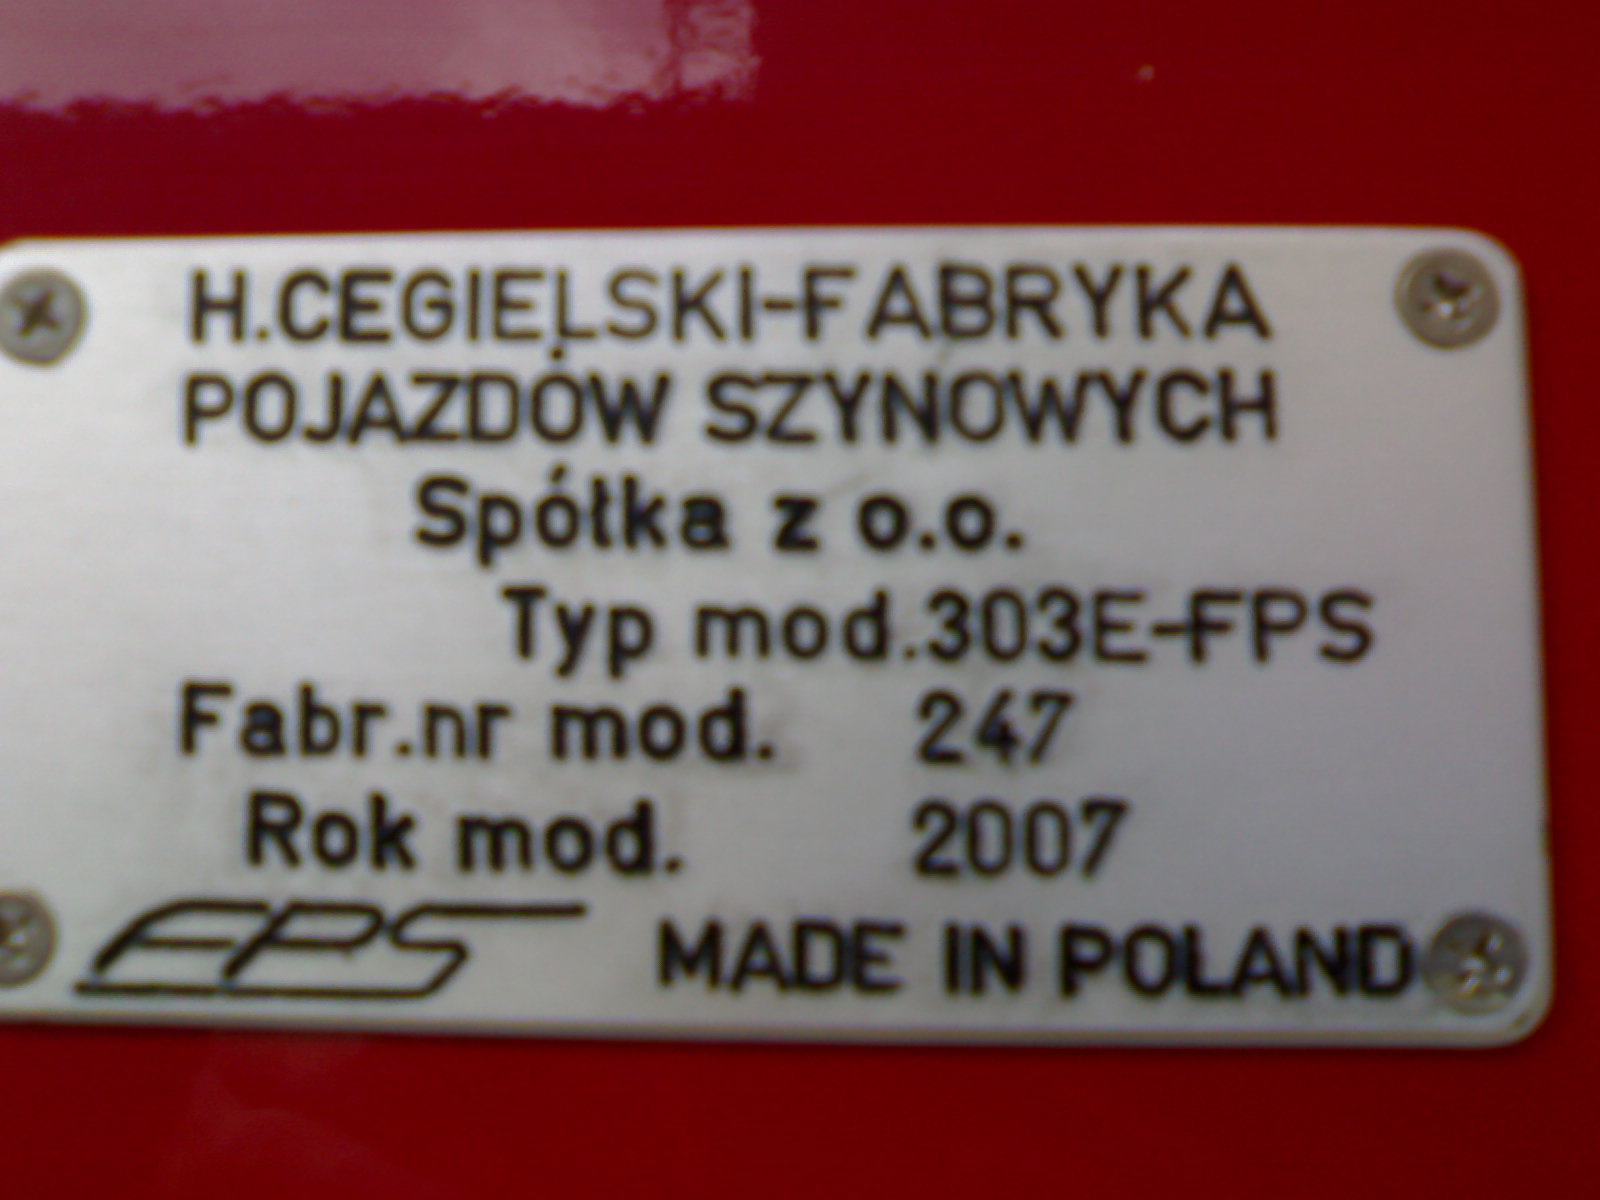 H.CEGIELSKI-FABRYKA
POJAZDÓW SZYNOWYCH
Spółka z o.o.
Typ mod.303E-FPS
Fabr.nr mod. 247
Rok mod. 2007
FPS MADE IN POLAND